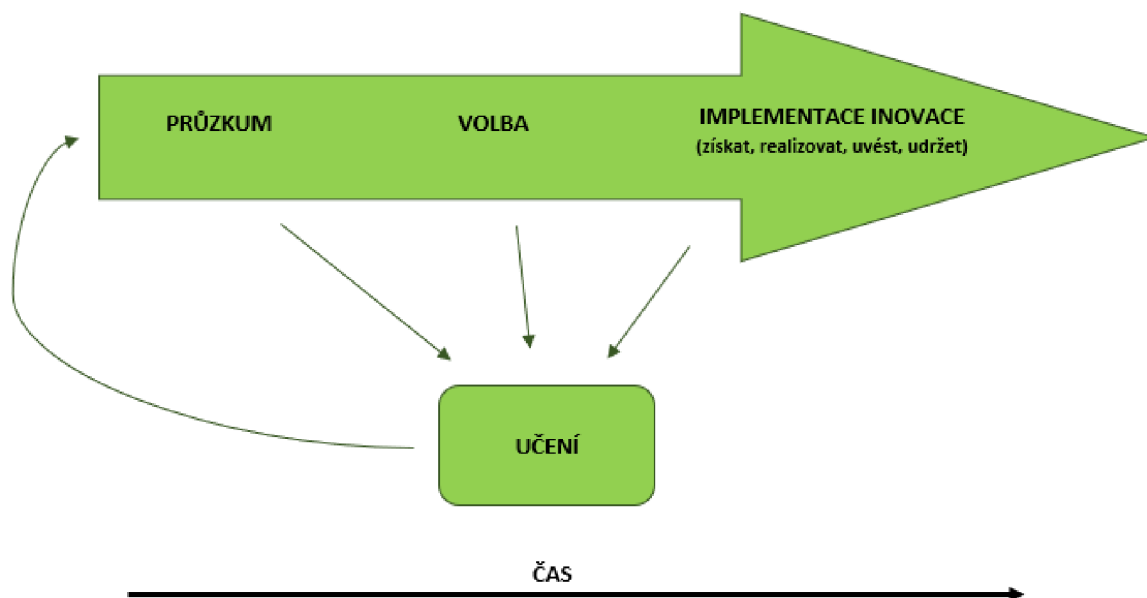 PRŮZKUM
VOLBA
IMPLEMENTACE INOVACE
(získat, realizovat, uvést, udržet)
UČENÍ
ČAS